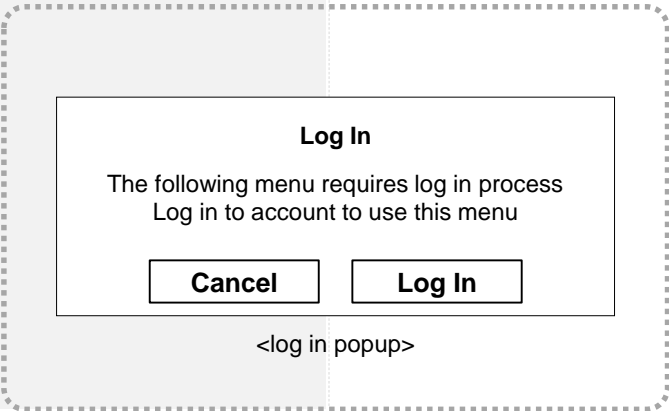 Log In
The following menu requires log in process
Log in to account to use this menu
Cancel Log In
<log in popup>